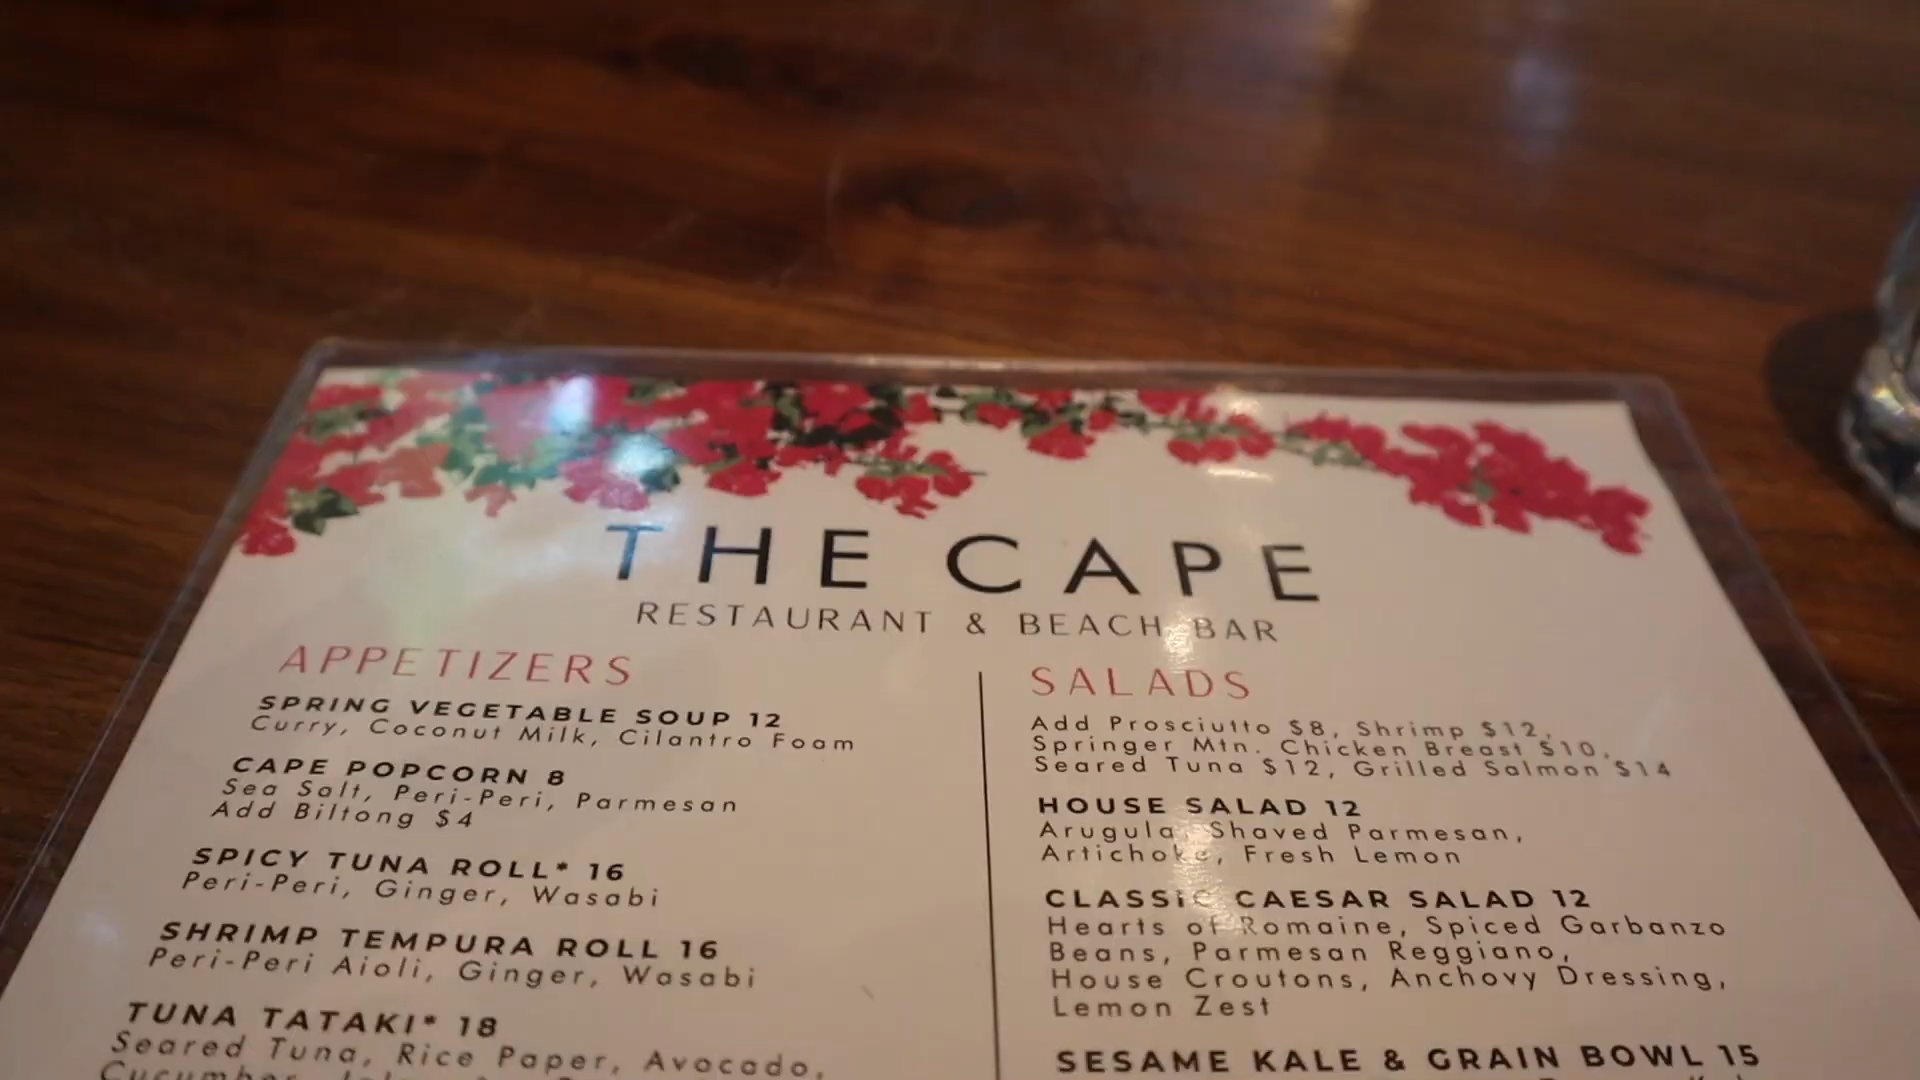 THE CAPE
RESTAURANT & BEACH BAR
APPETIZERS
SPRING VEGETABLE SOUP 12
Curry, Coconut Milk, Cilantro Foam
CAPE POPCORN 8
Sea Salt, Peri-Peri, Parmesan
Add Biltong $4
SPICY TUNA ROLL* 16
Peri-Peri, Ginger, Wasabi
SHRIMP TEMPURA ROLL 16
Peri-Peri Aioli, Ginger, Wasabi
TUNA TATAKI* 18
Seared Tuna, Rice Paper, Avocado,
Cucumber,
SALADS
Add Prosciutto $8, Shrimp $12,
Springer Mtn. Chicken Breast $10,
Seared Tuna $12, Grilled Salmon $14
HOUSE SALAD 12
Arugula, Shaved Parmesan,
Artichoke, Fresh Lemon
CLASSIC CAESAR SALAD 12
Hearts of Romaine, Spiced Garbanzo
Beans, Parmesan Reggiano,
House Croutons, Anchovy Dressing,
Lemon Zest
SESAME KALE & GRAIN BOWL 15